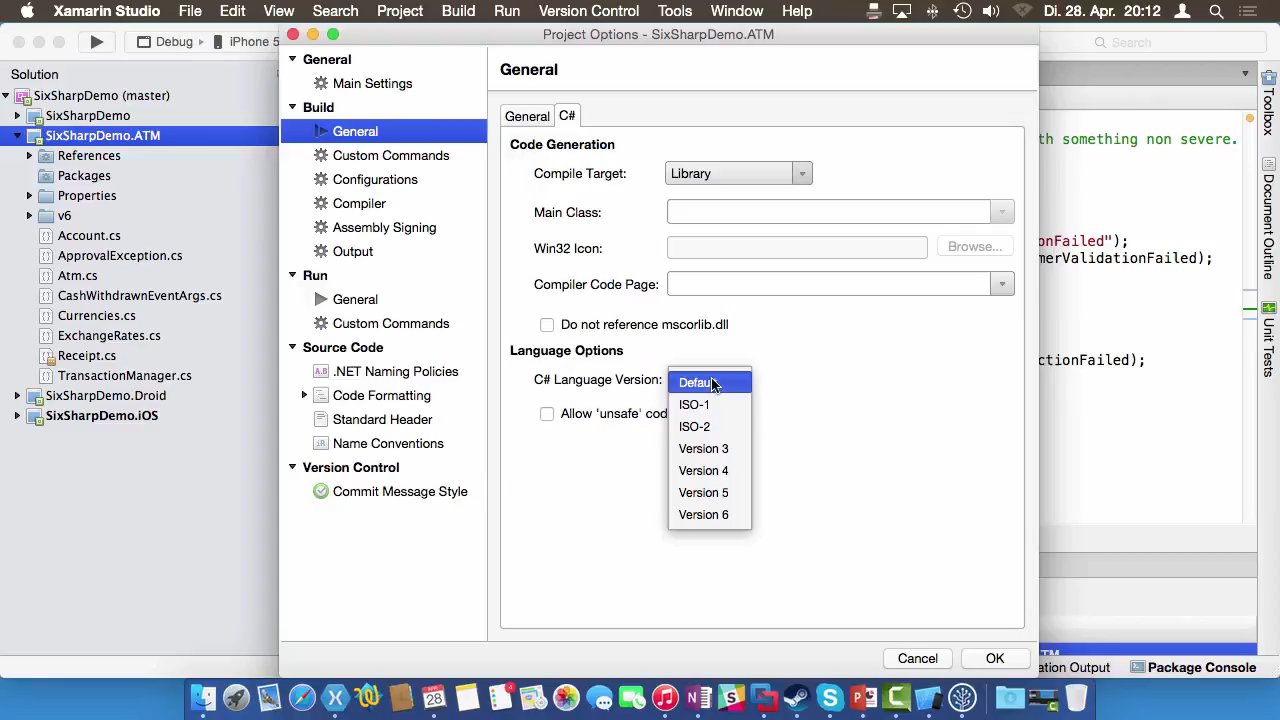 Xamarin Studio File Edit View Search Project Build Run Version Control Tools Window Help Di. 28. Apr. 20:12
Debug iPhone 5
Project Options - SixSharpDemo.ATM
Search
Solution
SixSharpDemo (master)
SixSharpDemo
SixSharpDemo.ATM
References
Packages
Properties
v6
Account.cs
ApprovalException.cs
Atm.cs
CashWithdrawnEventArgs.cs
Currencies.cs
ExchangeRates.cs
Receipt.cs
TransactionManager.cs
SixSharpDemo.Droid
SixSharpDemo.iOS
General
Main Settings
Build
General
Custom Commands
Configurations
Compiler
Assembly Signing
Output
Run
General
Custom Commands
Source Code
.NET Naming Policies
Code Formatting
Standard Header
Name Conventions
Version Control
Commit Message Style
General
General C#
Code Generation
Compile Target: Library
Main Class:
Win32 Icon: Browse...
Compiler Code Page:
Do not reference mscorlib.dll
Language Options
C# Language Version:
Allow 'unsafe' cod
Default
ISO-1
ISO-2
Version 3
Version 4
Version 5
Version 6
Cancel OK
th something non severe.
onFailed");
merValidationFailed);
ctionFailed);
ATM
ation Output Package Console
Toolbox
Document Outline
Unit Tests
28
4